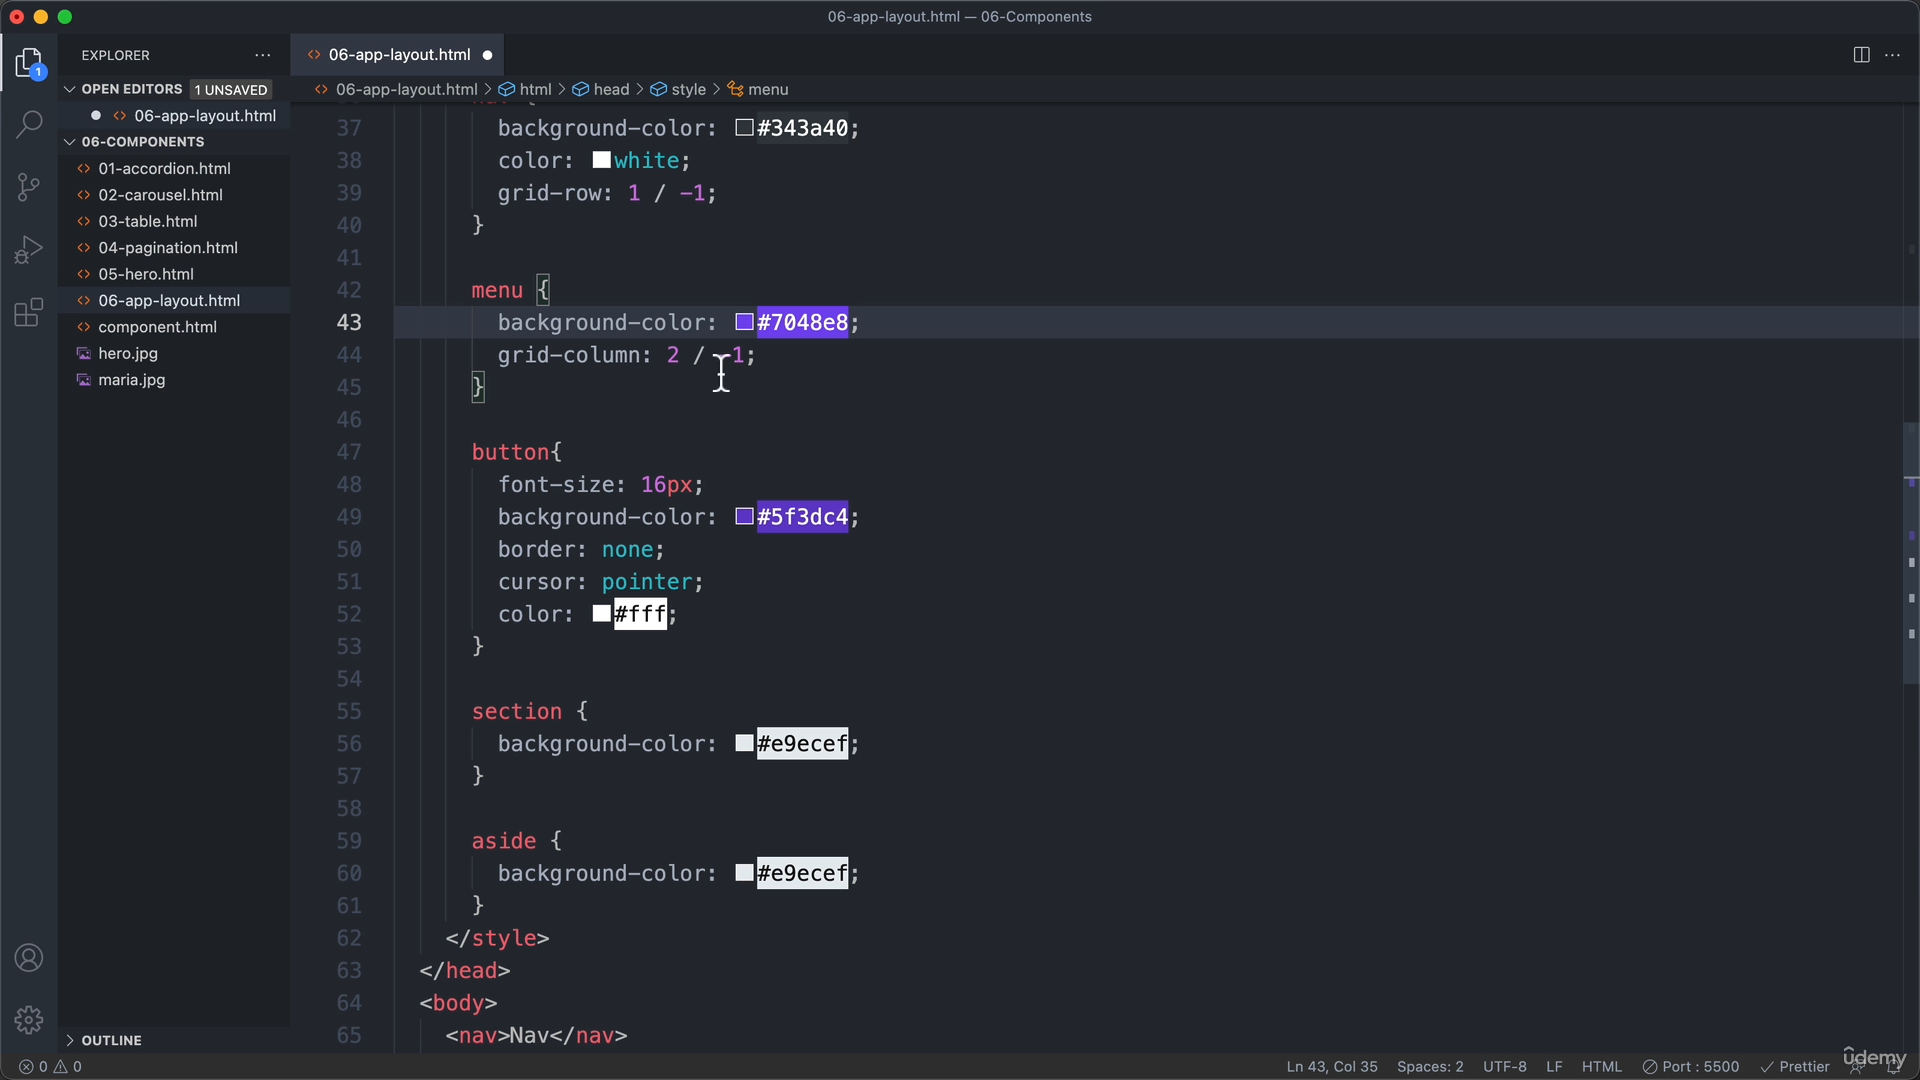 06-app-layout.html — 06-Components
EXPLORER
06-app-layout.html
OPEN EDITORS 1 UNSAVED
06-app-layout.html > html > head > style > menu
06-app-layout.html
06-COMPONENTS
01-accordion.html
02-carousel.html
03-table.html
04-pagination.html
05-hero.html
06-app-layout.html
component.html
hero.jpg
maria.jpg
37 background-color: #343a40;
38 color: white;
39 grid-row: 1 / -1;
40 }
41
42 menu {
43 background-color: #7048e8;
44 grid-column: 2 / -1;
45 }
46
47 button{
48 font-size: 16px;
49 background-color: #5f3dc4;
50 border: none;
51 cursor: pointer;
52 color: #fff;
53 }
54
55 section {
56 background-color: #e9ecef;
57 }
58
59 aside {
60 background-color: #e9ecef;
61 }
62 </style>
63 </head>
64 <body>
65 <nav>Nav</nav>
1
OUTLINE
0 0
Ln 43, Col 35 Spaces: 2 UTF-8 LF HTML Port : 5500 Prettier
udemy